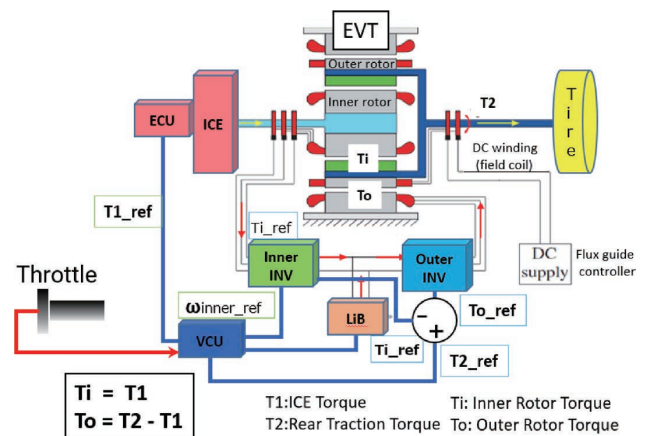 EVT
Outer rotor
Inner rotor
Ti
To
ECU
ICE
T2
Tire
DC winding
(field coil)
T1_ref
Ti_ref
Throttle
Inner
INV
Outer
INV
DC
supply
Flux guide
controller
ωinner_ref
VCU
LiB
Ti_ref
−
+
To_ref
T2_ref
Ti = T1
To = T2 - T1
T1:ICE Torque
Ti: Inner Rotor Torque
T2:Rear Traction Torque
To: Outer Rotor Torque